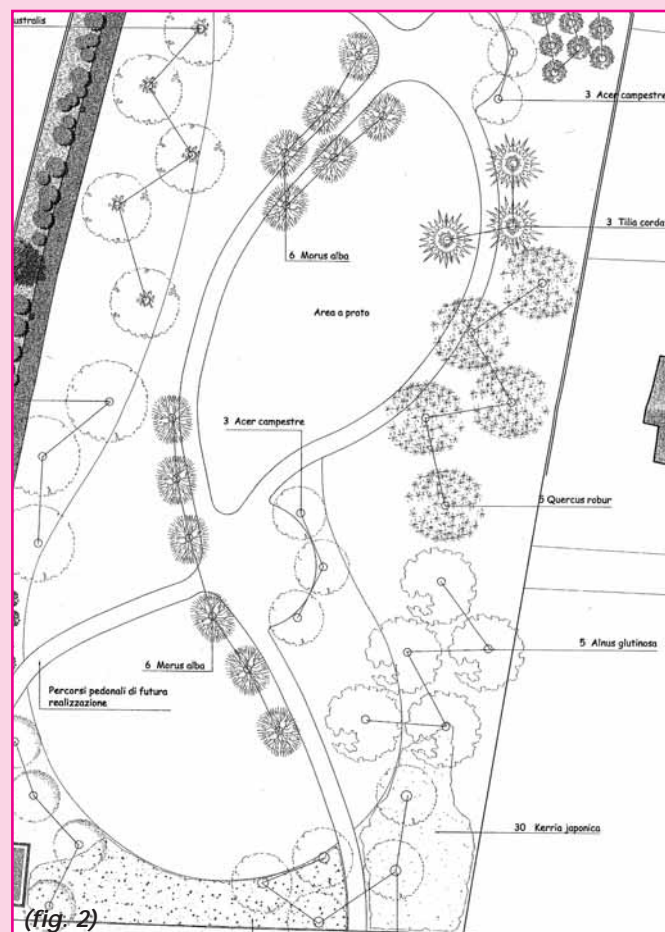 ustralis
3 Acer campestre
3 Tilia corda
6 Morus alba
Area a prato
3 Acer campestre
5 Quercus robur
5 Alnus glutinosa
6 Morus alba
Percorsi pedonali di futura
realizzazione
30 Kerria japonica
(fig. 2)